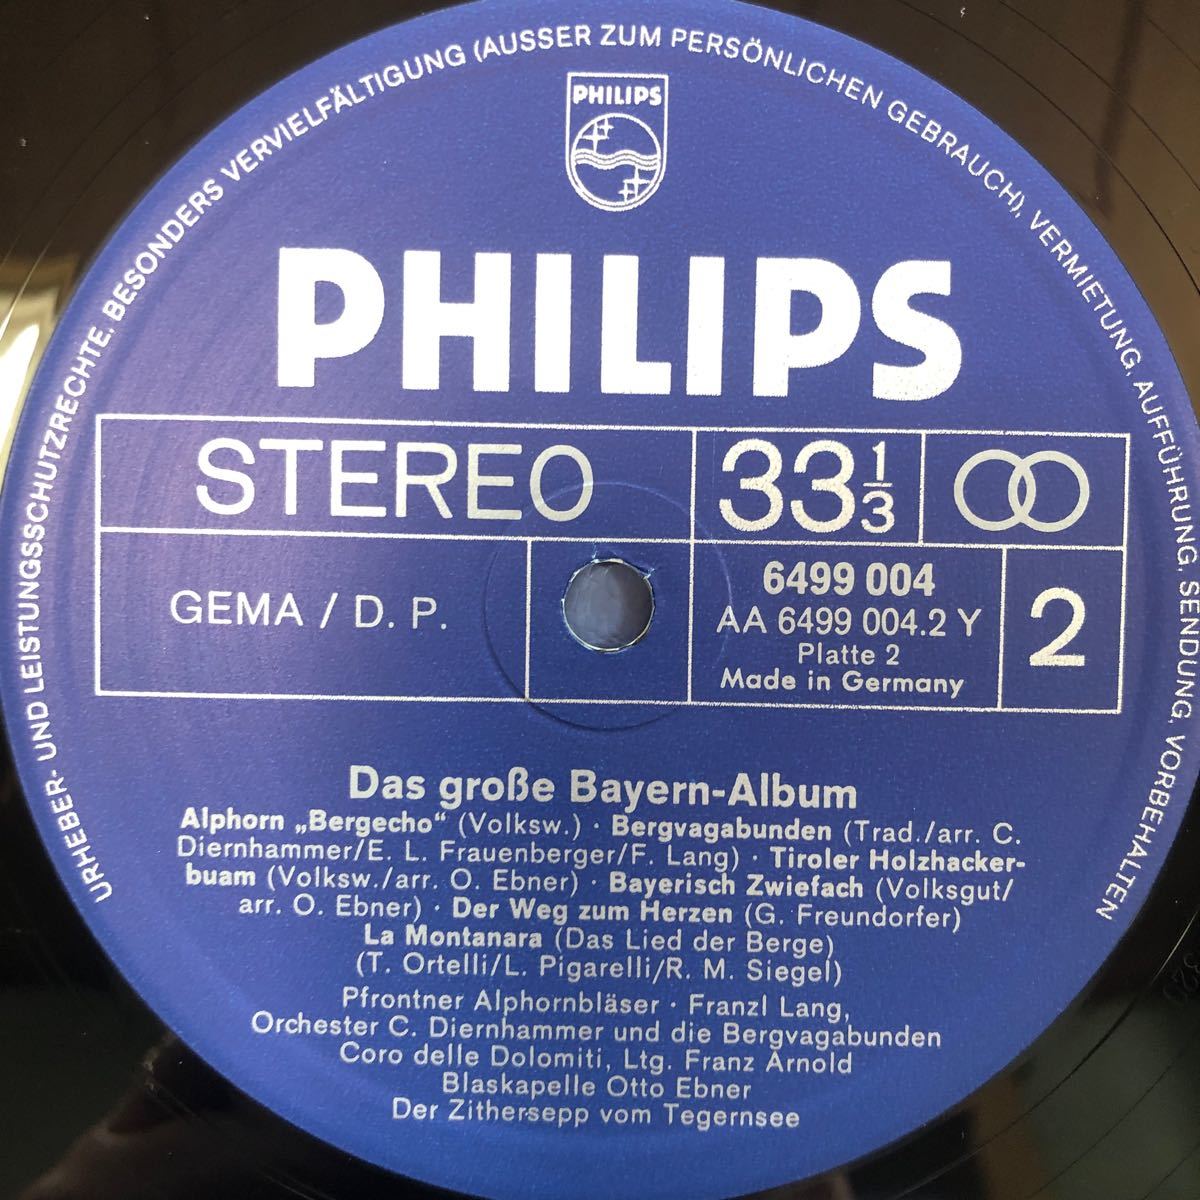 URHEBER- UND LEISTUNGSSCHUTZRECHTE, BESONDERS VERVIELFÄLTIGUNG (AUSSER ZUM PERSÖNLICHEN GEBRAUCH), VERMIETUNG, AUFFÜHRUNG, SENDUNG, VORBEHALTEN
PHILIPS
PHILIPS
STEREO
33 1/3
GEMA / D. P.
6499 004
AA 6499 004.2 Y
Platte 2
Made in Germany
2
Das große Bayern-Album
Alphorn „Bergecho“ (Volksw.) · Bergvagabunden (Trad./arr. C.
Diernhammer/E. L. Frauenberger/F. Lang) · Tiroler Holzhacker-
buam (Volksw./arr. O. Ebner) · Bayerisch Zwiefach (Volksgut/
arr. O. Ebner) · Der Weg zum Herzen (G. Freundorfer)
La Montanara (Das Lied der Berge)
(T. Ortelli/L. Pigarelli/R. M. Siegel)
Pfrontner Alphornbläser · Franzl Lang,
Orchester C. Diernhammer und die Bergvagabunden
Coro delle Dolomiti, Ltg. Franz Arnold
Blaskapelle Otto Ebner
Der Zithersepp vom Tegernsee